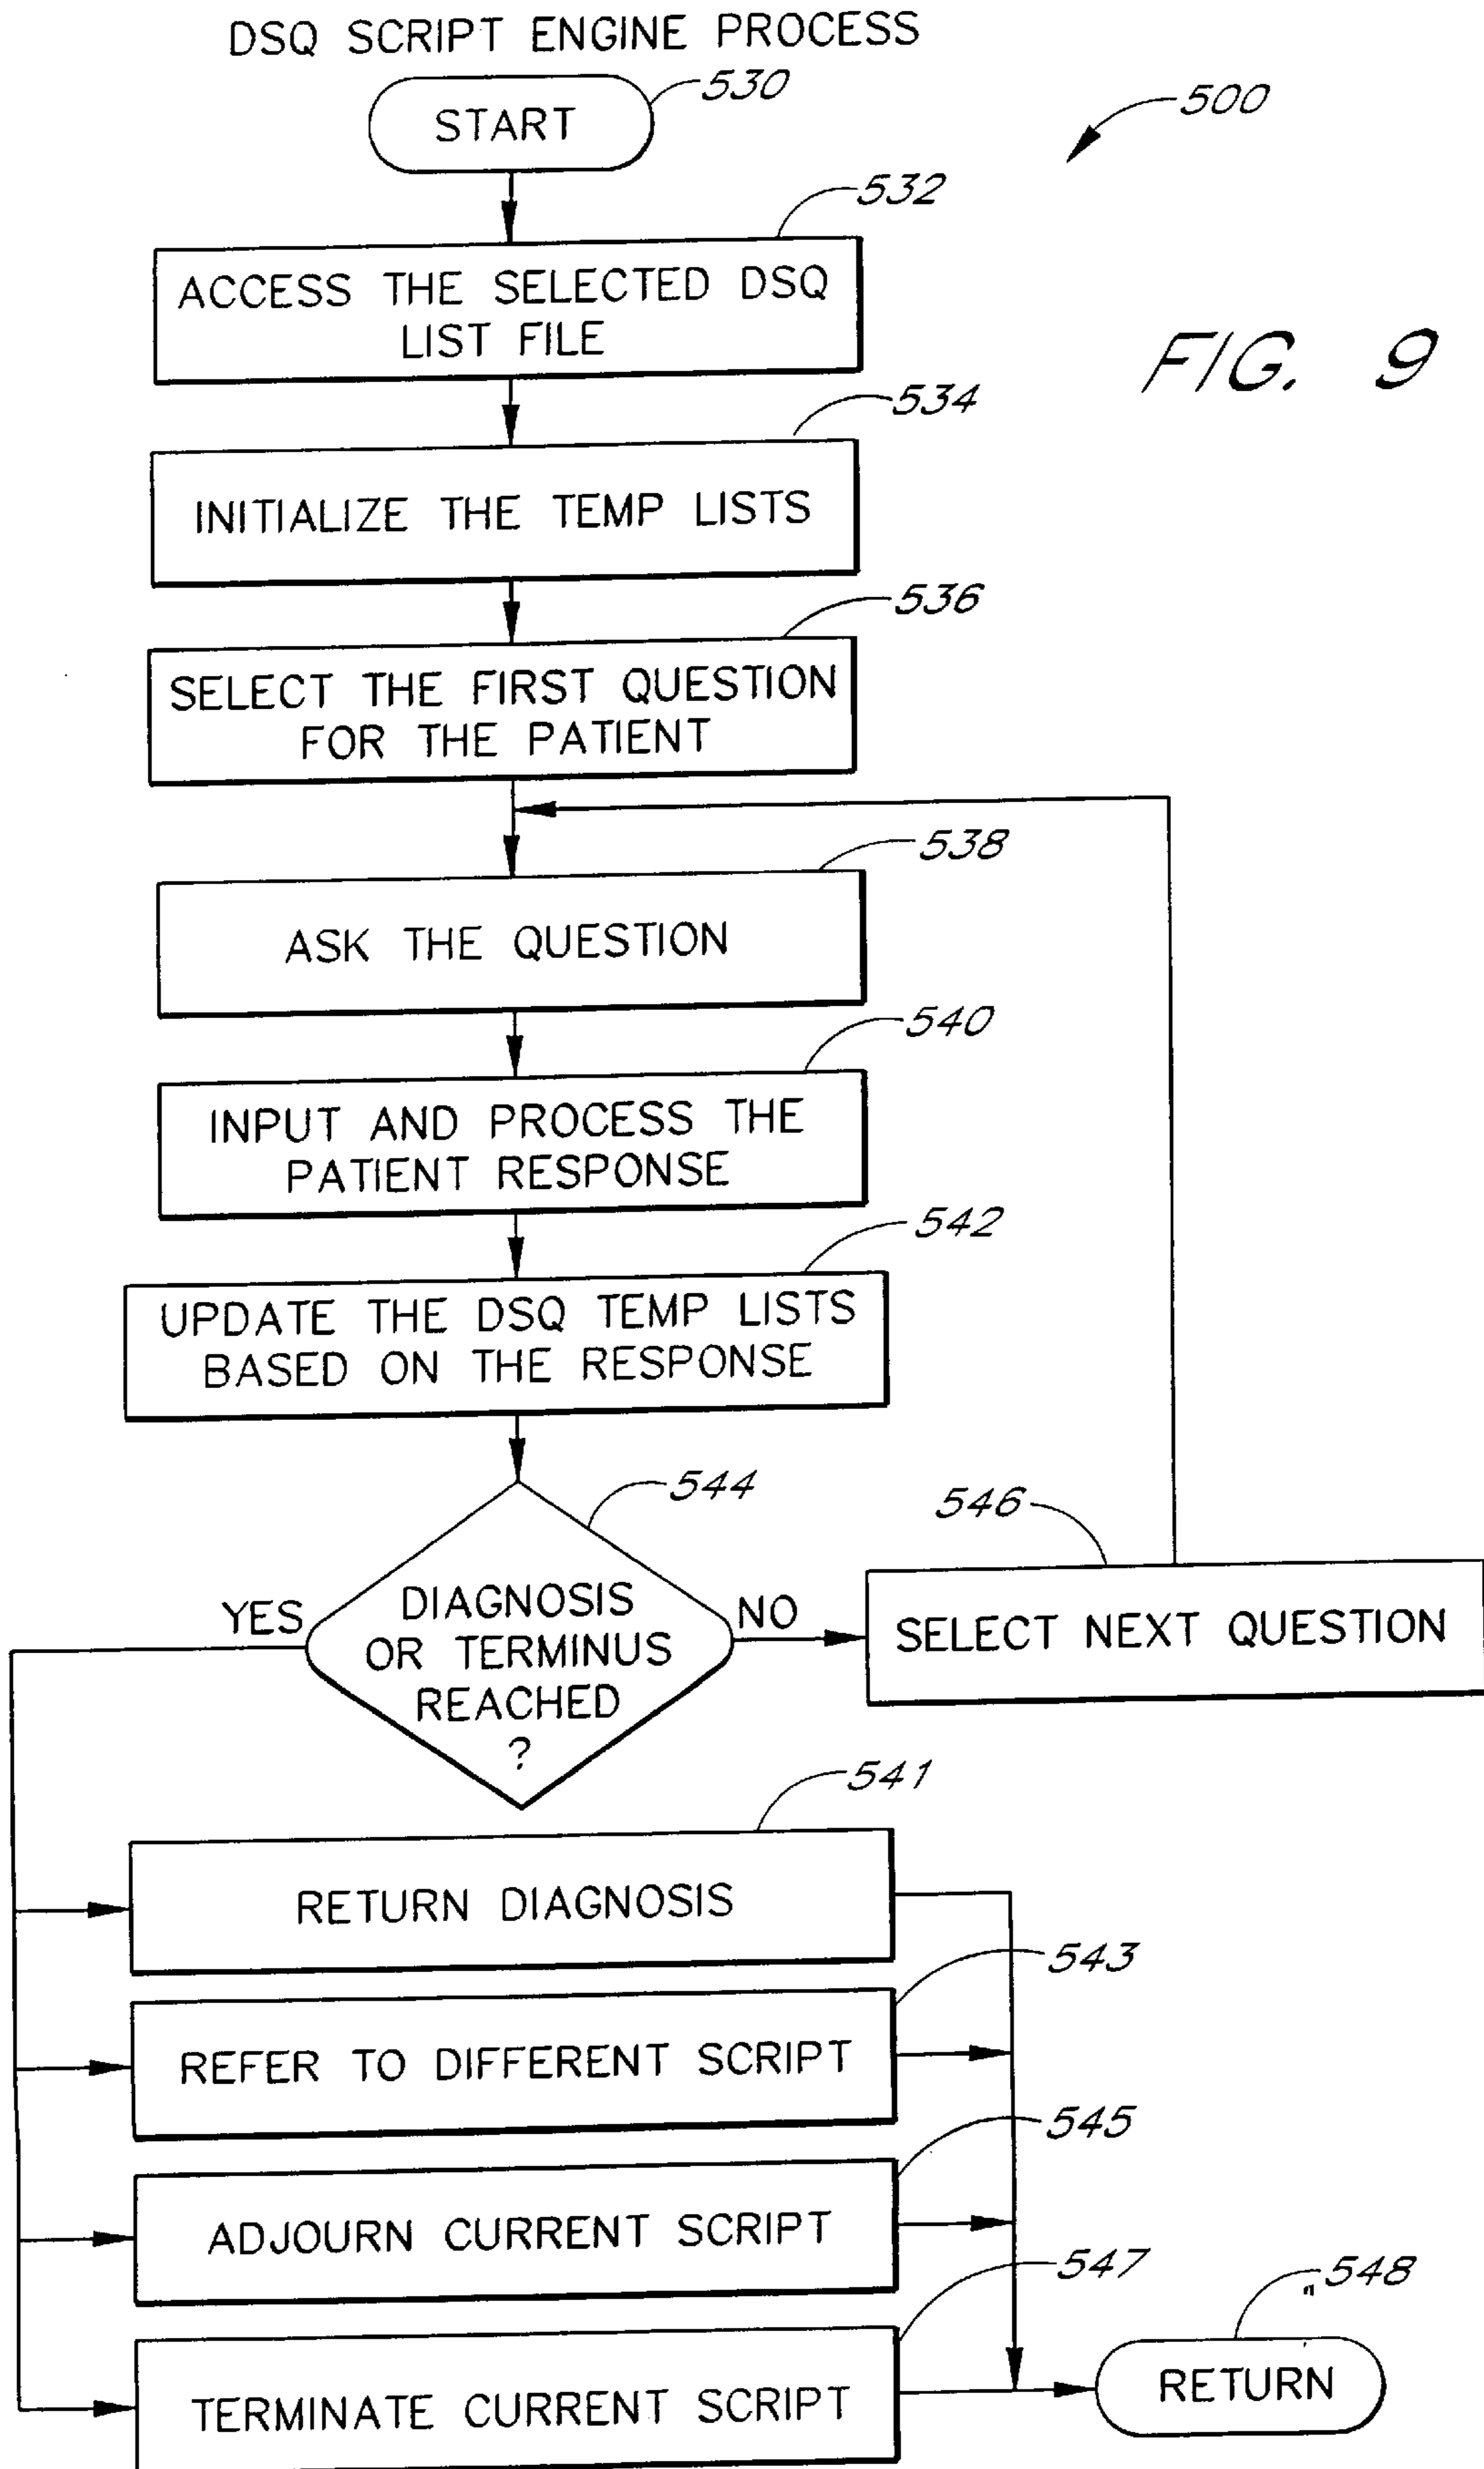 DSQ SCRIPT ENGINE PROCESS
START
530
500
532
ACCESS THE SELECTED DSQ
LIST FILE
FIG. 9
534
INITIALIZE THE TEMP LISTS
536
SELECT THE FIRST QUESTION
FOR THE PATIENT
538
ASK THE QUESTION
540
INPUT AND PROCESS THE
PATIENT RESPONSE
542
UPDATE THE DSQ TEMP LISTS
BASED ON THE RESPONSE
544
546
YES
DIAGNOSIS
OR TERMINUS
REACHED
?
NO
SELECT NEXT QUESTION
541
RETURN DIAGNOSIS
543
REFER TO DIFFERENT SCRIPT
545
ADJOURN CURRENT SCRIPT
547
TERMINATE CURRENT SCRIPT
548
RETURN